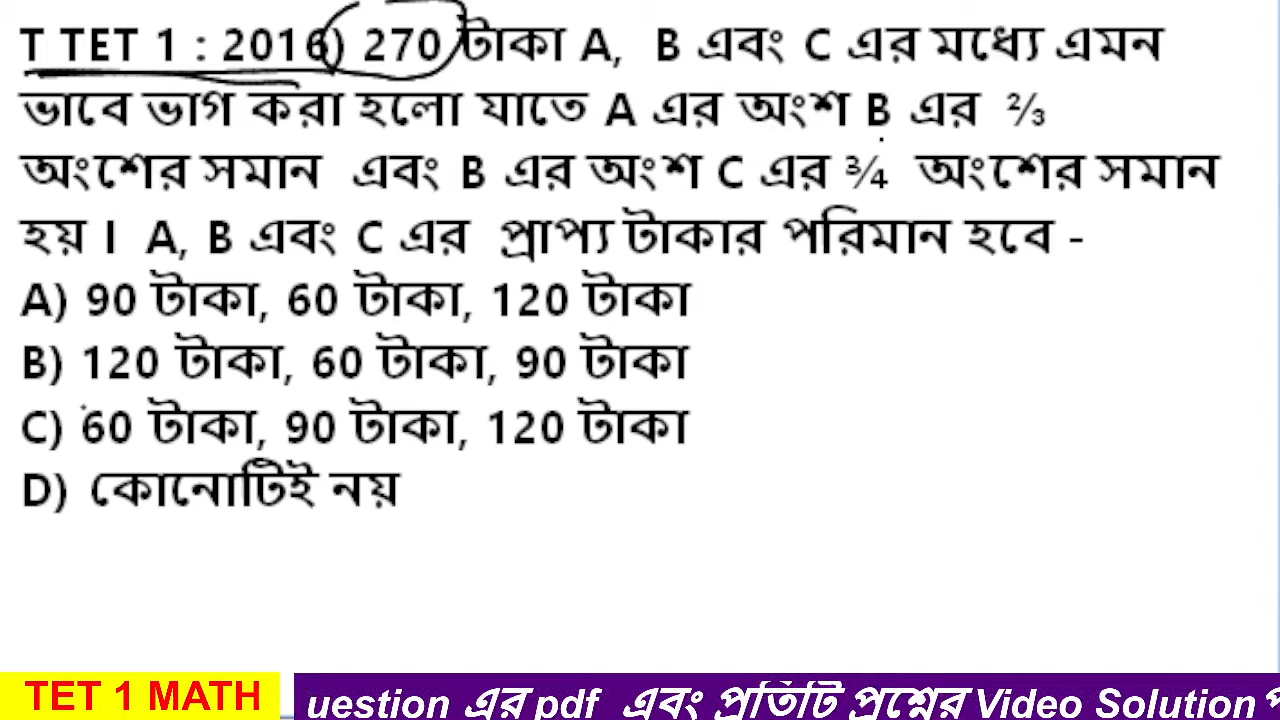 T TET 1 : 2016) 270 টাকা A, B এবং C এর মধ্যে এমন
ভাবে ভাগ করা হলো যাতে A এর অংশ B এর ⅔
অংশের সমান এবং B এর অংশ C এর ¾ অংশের সমান
হয় । A, B এবং C এর প্রাপ্য টাকার পরিমান হবে -
A) 90 টাকা, 60 টাকা, 120 টাকা
B) 120 টাকা, 60 টাকা, 90 টাকা
C) 60 টাকা, 90 টাকা, 120 টাকা
D) কোনোটিই নয়
TET 1 MATH
uestion এর pdf এবং প্রতিটি প্রশ্নের Video Solution